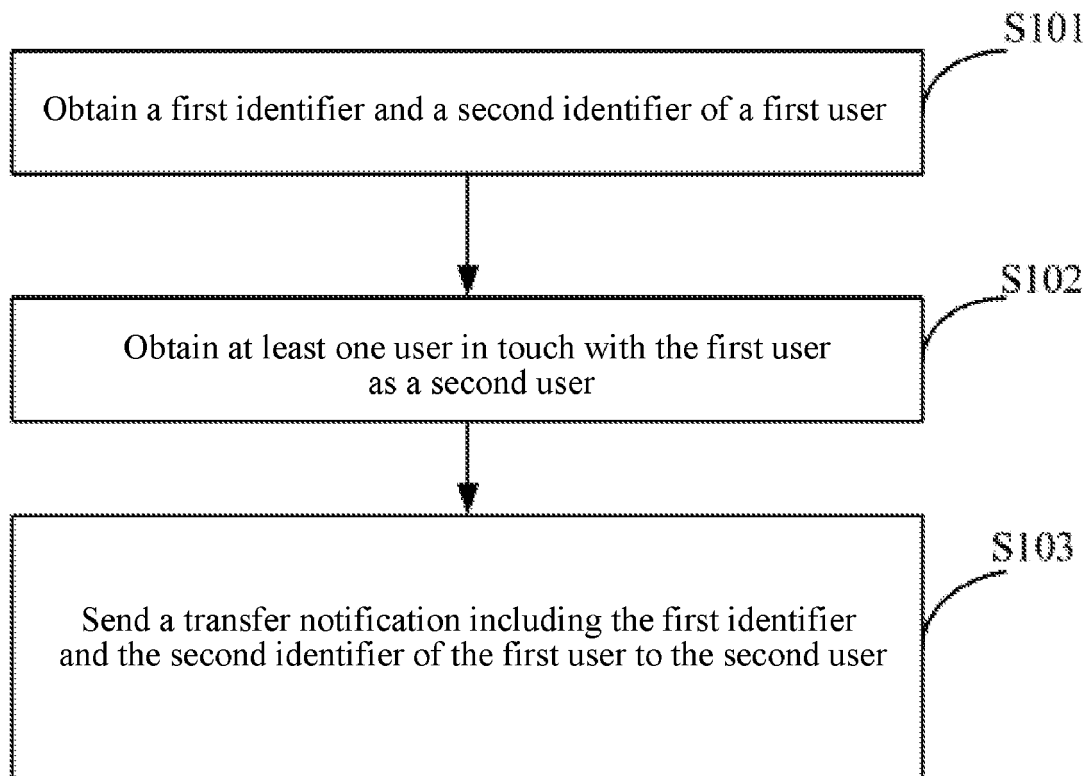 S101
Obtain a first identifier and a second identifier of a first user
S102
Obtain at least one user in touch with the first user
as a second user
S103
Send a transfer notification including the first identifier
and the second identifier of the first user to the second user